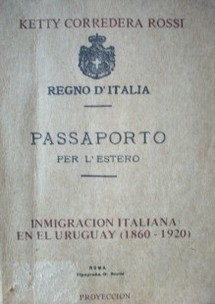 KETTY CORREDERA ROSSI
REGNO D'ITALIA
PASSAPORTO
PER L'ESTERO
INMIGRACION ITALIANA
EN EL URUGUAY (1860 - 1920)
ROMA
PROYECCION